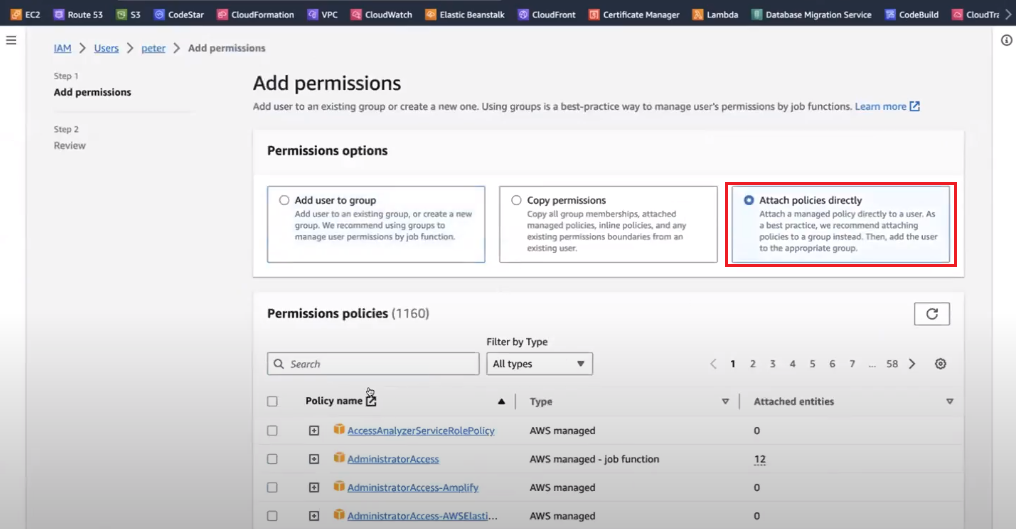 EC2 Route 53 S3 CodeStar CloudFormation VPC CloudWatch Elastic Beanstalk CloudFront Certificate Manager Lambda Database Migration Service CodeBuild CloudTra
IAM > Users > peter > Add permissions
Step 1
Add permissions
Step 2
Review
Add permissions
Add user to an existing group or create a new one. Using groups is a best-practice way to manage user's permissions by job functions. Learn more
Permissions options
Add user to group
Add user to an existing group, or create a new
group. We recommend using groups to
manage user permissions by job function.
Copy permissions
Copy all group memberships, attached
managed policies, inline policies, and any
existing permissions boundaries from an
existing user.
Attach policies directly
Attach a managed policy directly to a user. As
a best practice, we recommend attaching
policies to a group instead. Then, add the user
to the appropriate group.
Permissions policies (1160)
Filter by Type
Search
All types
< 1 2 3 4 5 6 7 ... 58 >
Policy name Type Attached entities
AccessAnalyzerServiceRolePolicy AWS managed 0
AdministratorAccess AWS managed - job function 12
AdministratorAccess-Amplify AWS managed 0
AdministratorAccess-AWSElasti... AWS managed 0